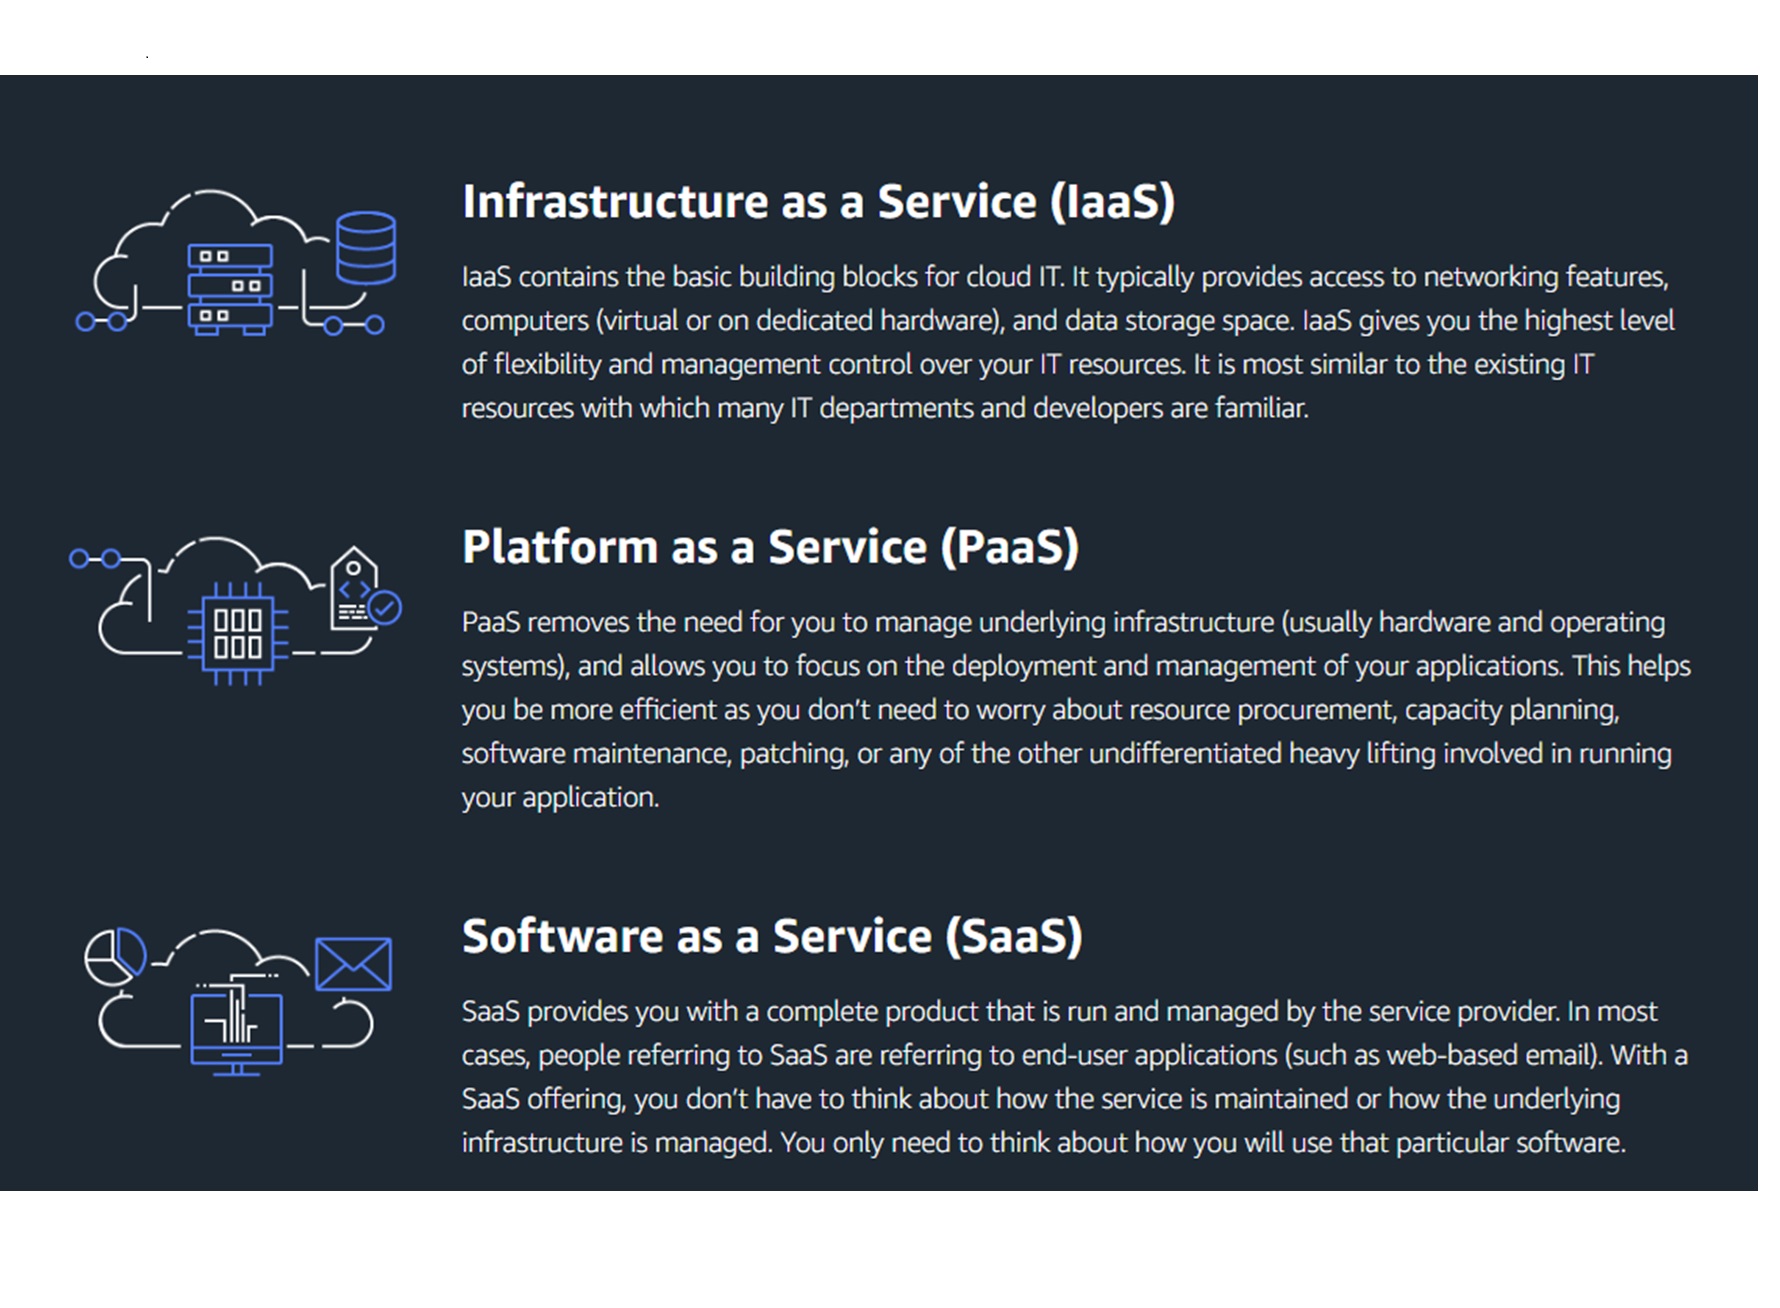 .
Infrastructure as a Service (IaaS)
IaaS contains the basic building blocks for cloud IT. It typically provides access to networking features,
computers (virtual or on dedicated hardware), and data storage space. IaaS gives you the highest level
of flexibility and management control over your IT resources. It is most similar to the existing IT
resources with which many IT departments and developers are familiar.
Platform as a Service (PaaS)
PaaS removes the need for you to manage underlying infrastructure (usually hardware and operating
systems), and allows you to focus on the deployment and management of your applications. This helps
you be more efficient as you don’t need to worry about resource procurement, capacity planning,
software maintenance, patching, or any of the other undifferentiated heavy lifting involved in running
your application.
Software as a Service (SaaS)
SaaS provides you with a complete product that is run and managed by the service provider. In most
cases, people referring to SaaS are referring to end-user applications (such as web-based email). With a
SaaS offering, you don’t have to think about how the service is maintained or how the underlying
infrastructure is managed. You only need to think about how you will use that particular software.